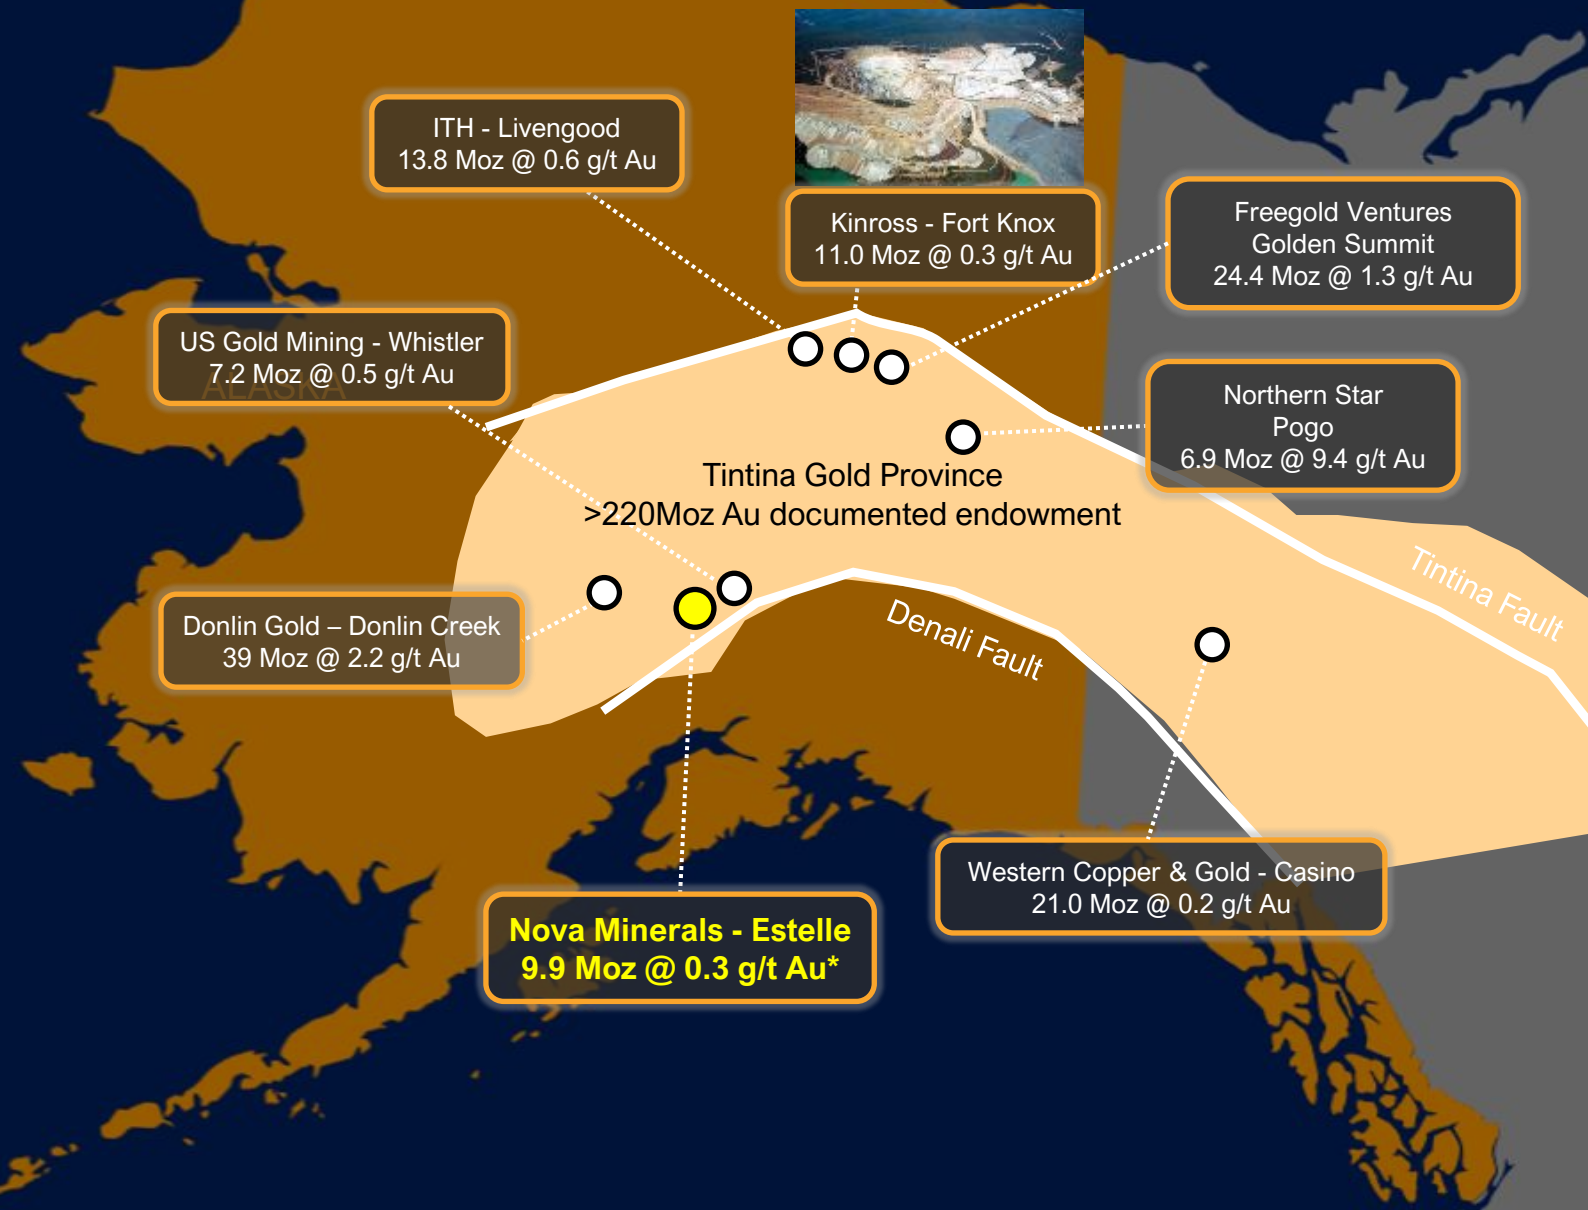 ITH - Livengood
13.8 Moz @ 0.6 g/t Au
Kinross - Fort Knox
11.0 Moz @ 0.3 g/t Au
Freegold Ventures
Golden Summit
24.4 Moz @ 1.3 g/t Au
US Gold Mining - Whistler
7.2 Moz @ 0.5 g/t Au
ALASKA
Northern Star
Pogo
6.9 Moz @ 9.4 g/t Au
Tintina Gold Province
>220Moz Au documented endowment
Tintina Fault
Denali Fault
Donlin Gold – Donlin Creek
39 Moz @ 2.2 g/t Au
Western Copper & Gold - Casino
21.0 Moz @ 0.2 g/t Au
Nova Minerals - Estelle
9.9 Moz @ 0.3 g/t Au*